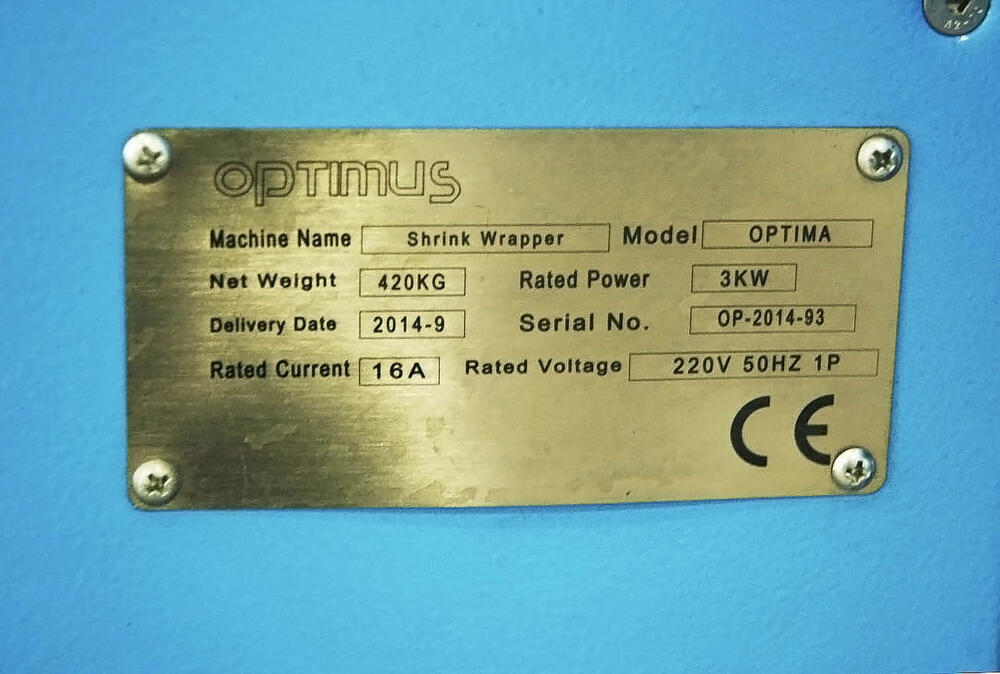 OPTIMUS
Machine Name Shrink Wrapper Model OPTIMA
Net Weight 420KG Rated Power 3KW
Delivery Date 2014-9 Serial No. OP-2014-93
Rated Current 16A Rated Voltage 220V 50HZ 1P
CE